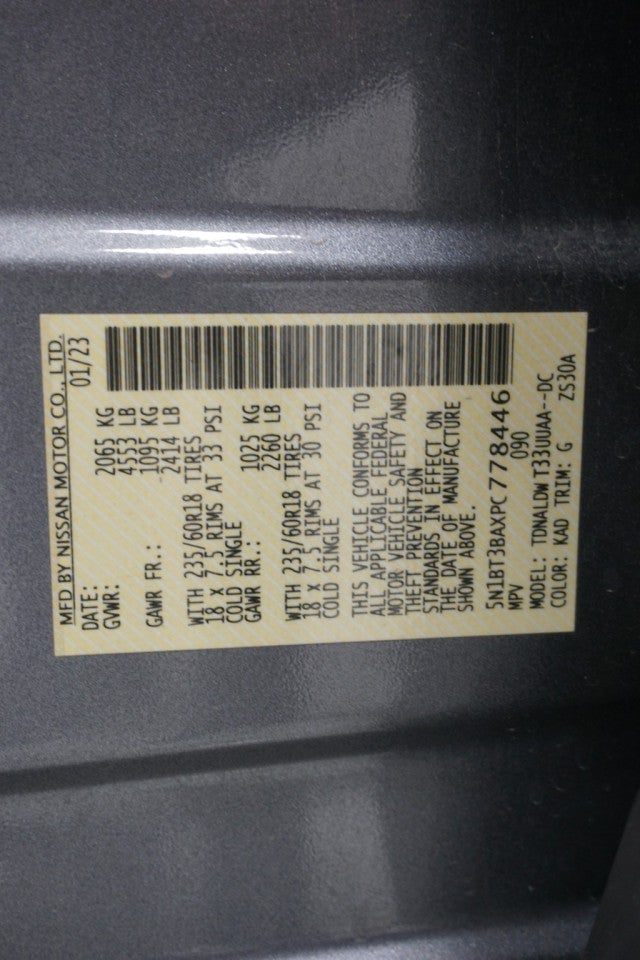 MFD BY NISSAN MOTOR CO., LTD.
DATE: 01/23
GVWR: 2065 KG
4553 LB
GAWR FR.: 1095 KG
2414 LB
WITH 235/60R18 TIRES
18 x 7.5 RIMS AT 33 PSI
COLD SINGLE
GAWR RR.: 1025 KG
2260 LB
WITH 235/60R18 TIRES
18 x 7.5 RIMS AT 30 PSI
COLD SINGLE
THIS VEHICLE CONFORMS TO
ALL APPLICABLE FEDERAL
MOTOR VEHICLE SAFETY AND
THEFT PREVENTION
STANDARDS IN EFFECT ON
THE DATE OF MANUFACTURE
SHOWN ABOVE.
5N1BT3BAXPC778446
MPV 090
MODEL: TDNALDW T33UUAA--DC
COLOR: KAD TRIM: G ZS30A